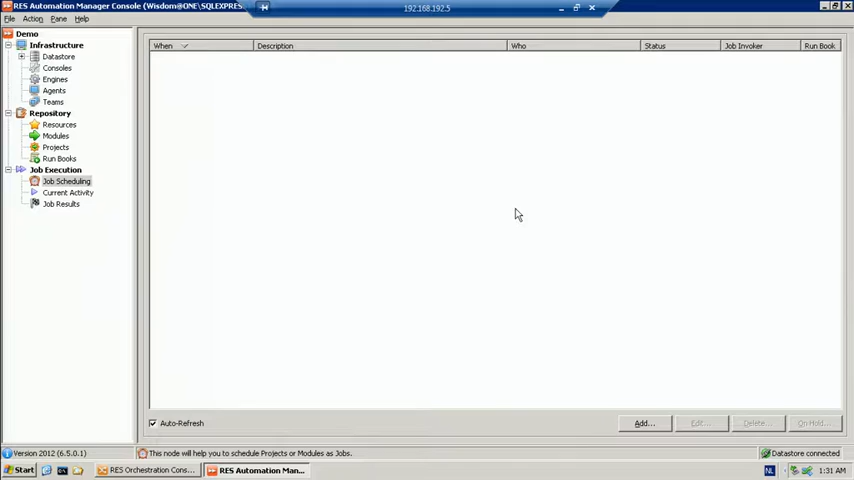 RES Automation Manager Console (Wisdom@ONE\SQLEXPRES
192.168.192.5
File Action Pane Help
Demo
Infrastructure
Datastore
Consoles
Engines
Agents
Teams
Repository
Resources
Modules
Projects
Run Books
Job Execution
Job Scheduling
Current Activity
Job Results
When Description Who Status Job Invoker Run Book
Auto-Refresh
Add... Edit... Delete... On Hold...
Version 2012 (6.5.0.1) This node will help you to schedule Projects or Modules as Jobs. Datastore connected
Start RES Orchestration Cons... RES Automation Man... NL 1:31 AM